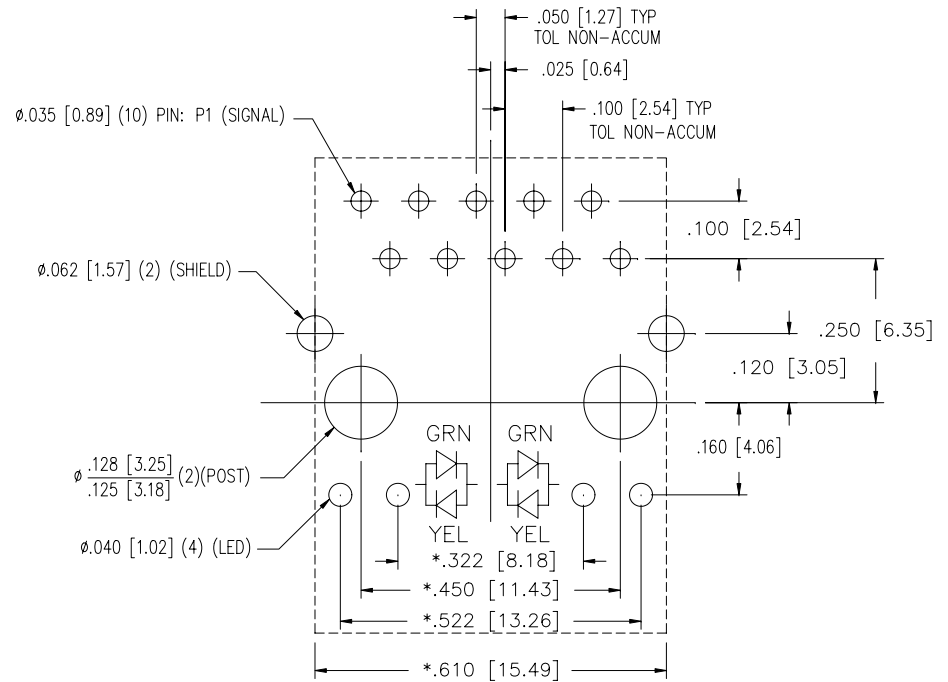 .050 [1.27] TYP
TOL NON-ACCUM
.025 [0.64]
.100 [2.54] TYP
TOL NON-ACCUM
ø.035 [0.89] (10) PIN: P1 (SIGNAL)
.100 [2.54]
ø.062 [1.57] (2) (SHIELD)
.250 [6.35]
.120 [3.05]
GRN GRN
.160 [4.06]
ø .128 [3.25]
.125 [3.18] (2)(POST)
YEL YEL
ø.040 [1.02] (4) (LED)
*.322 [8.18]
*.450 [11.43]
*.522 [13.26]
*.610 [15.49]